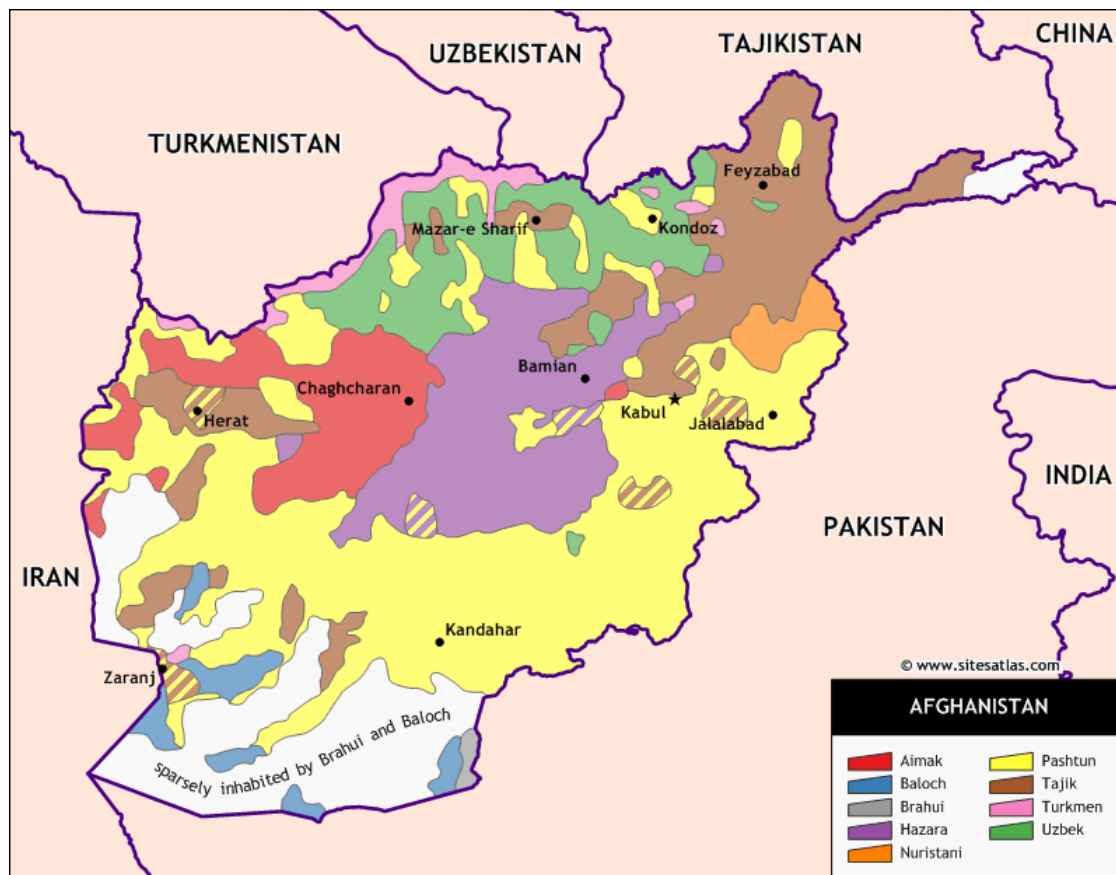 CHINA
TAJIKISTAN
UZBEKISTAN
TURKMENISTAN
Feyzabad
Mazar-e Sharif
Kondoz
Bamian
Chaghcharan
Kabul
Herat
Jalalabad
INDIA
PAKISTAN
IRAN
Kandahar
Zaranj
© www.sitesatlas.com
sparsely inhabited by Brahui and Baloch
AFGHANISTAN
Aimak
Baloch
Brahui
Hazara
Nuristani
Pashtun
Tajik
Turkmen
Uzbek